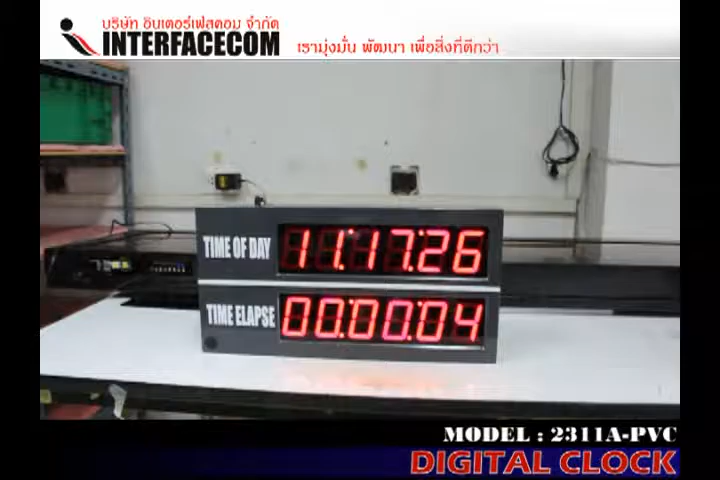 บริษัท อินเตอร์เฟสคอม จำกัด
INTERFACECOM
เรามุ่งมั่น พัฒนา เพื่อสิ่งที่ดีกว่า
TIME OF DAY 11:17:26
TIME ELAPSE 00:00:04
MODEL : 2311A-PVC
DIGITAL CLOCK